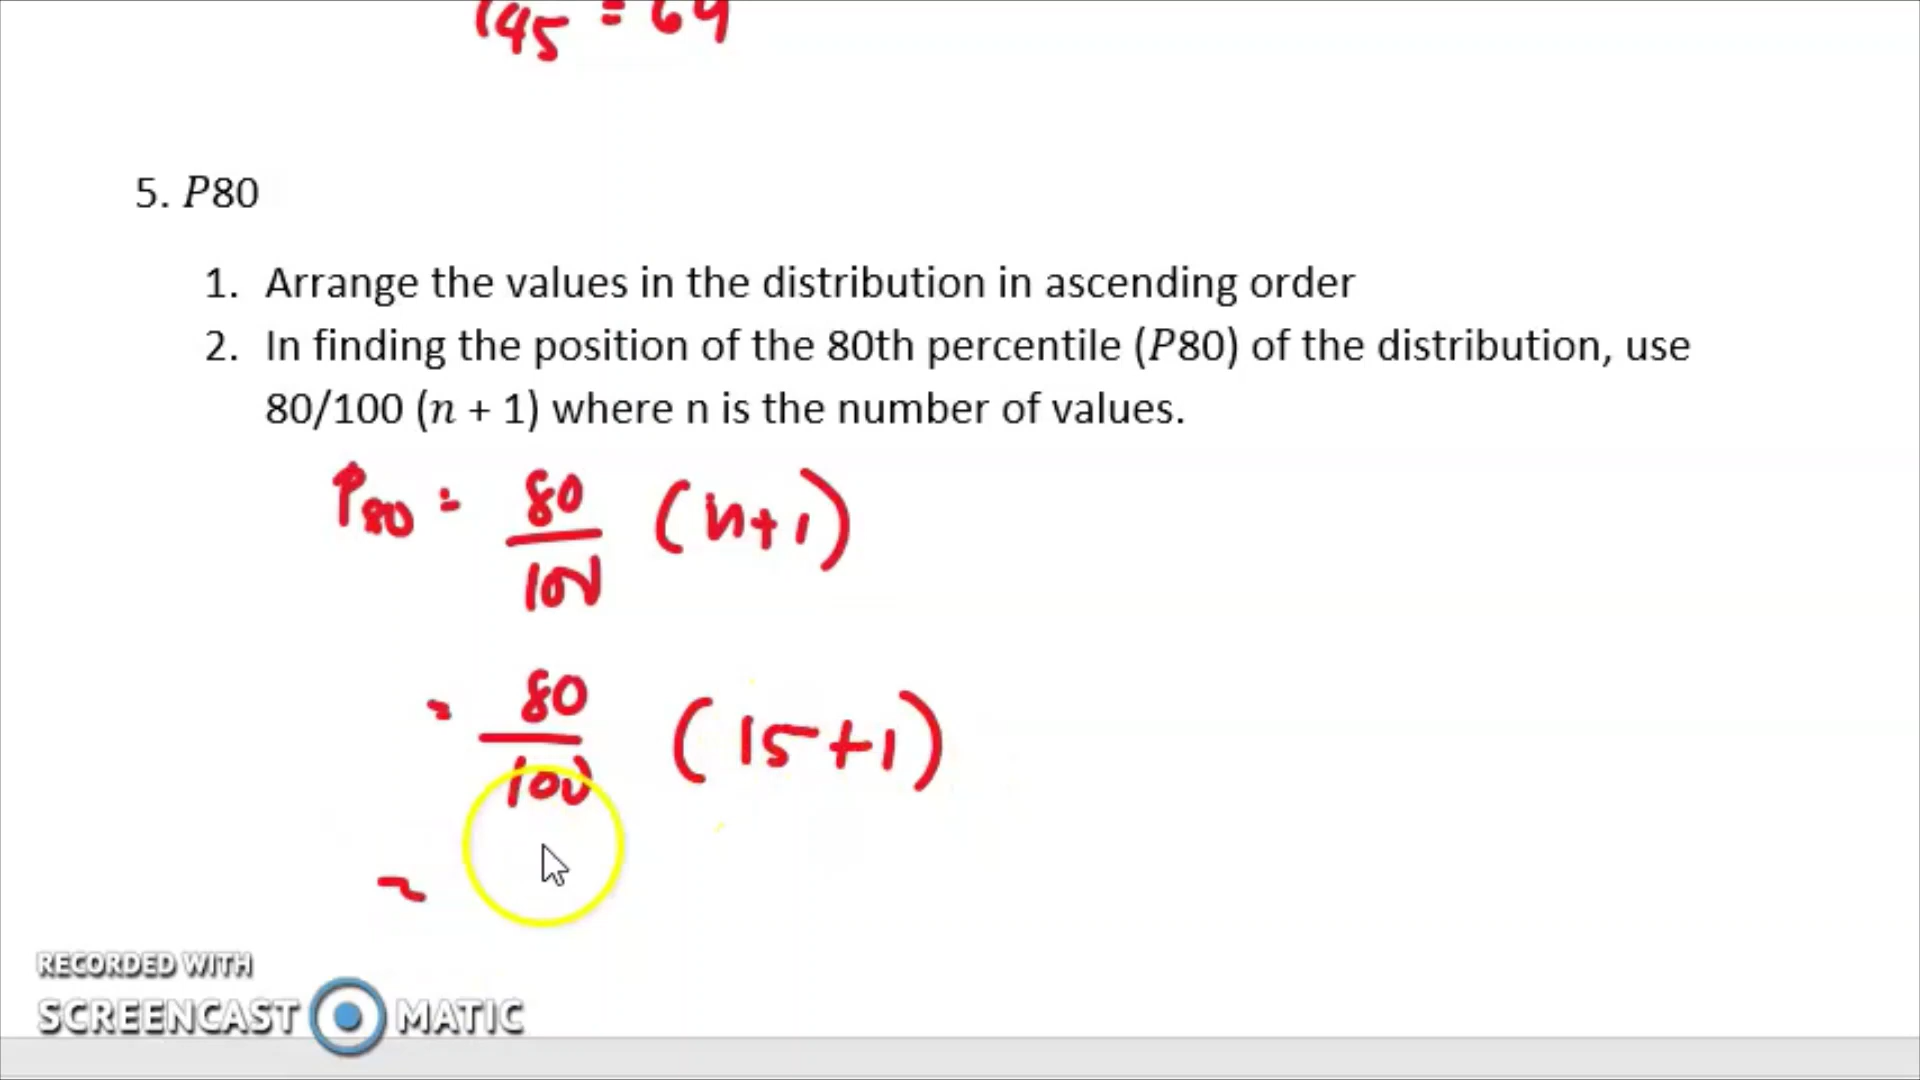 P45 = 64
5. P80
1. Arrange the values in the distribution in ascending order
2. In finding the position of the 80th percentile (P80) of the distribution, use
80/100 (n + 1) where n is the number of values.
P80 = 80/100 (n+1)
= 80/100 (15+1)
=
RECORDED WITH
SCREENCAST MATIC